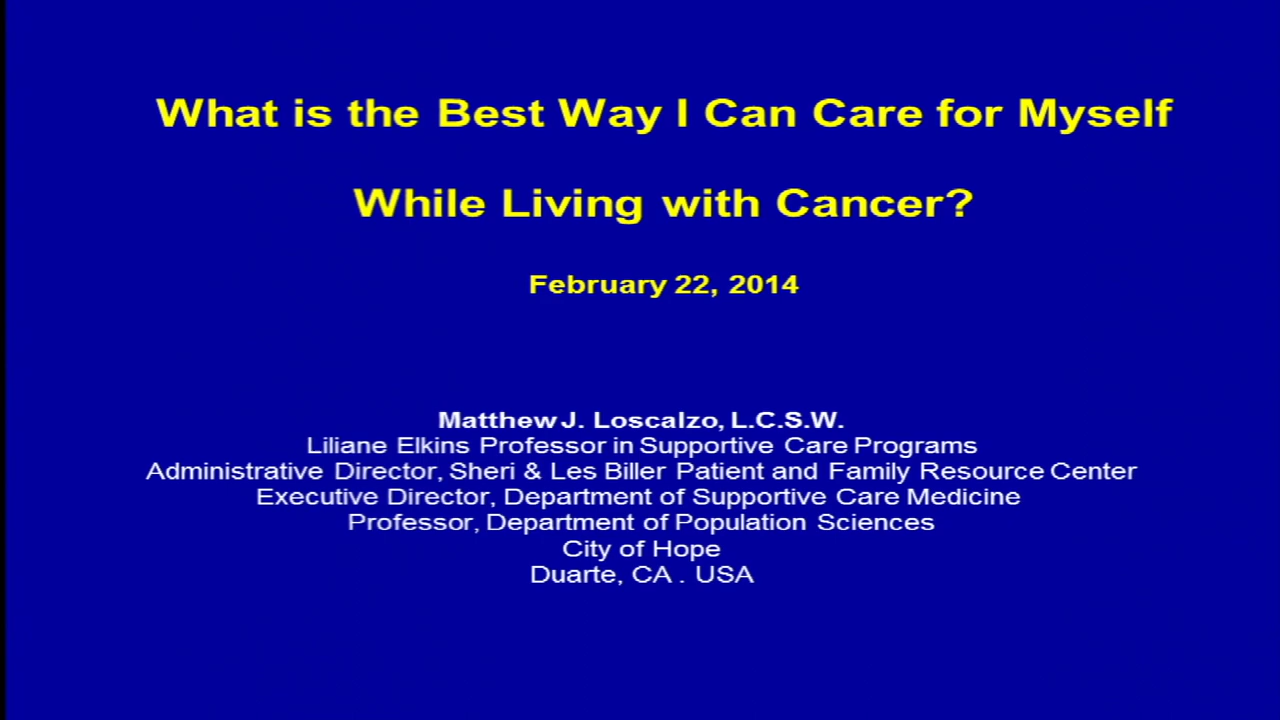 What is the Best Way I Can Care for Myself
While Living with Cancer?
February 22, 2014
Matthew J. Loscalzo, L.C.S.W.
Liliane Elkins Professor in Supportive Care Programs
Administrative Director, Sheri & Les Biller Patient and Family Resource Center
Executive Director, Department of Supportive Care Medicine
Professor, Department of Population Sciences
City of Hope
Duarte, CA . USA